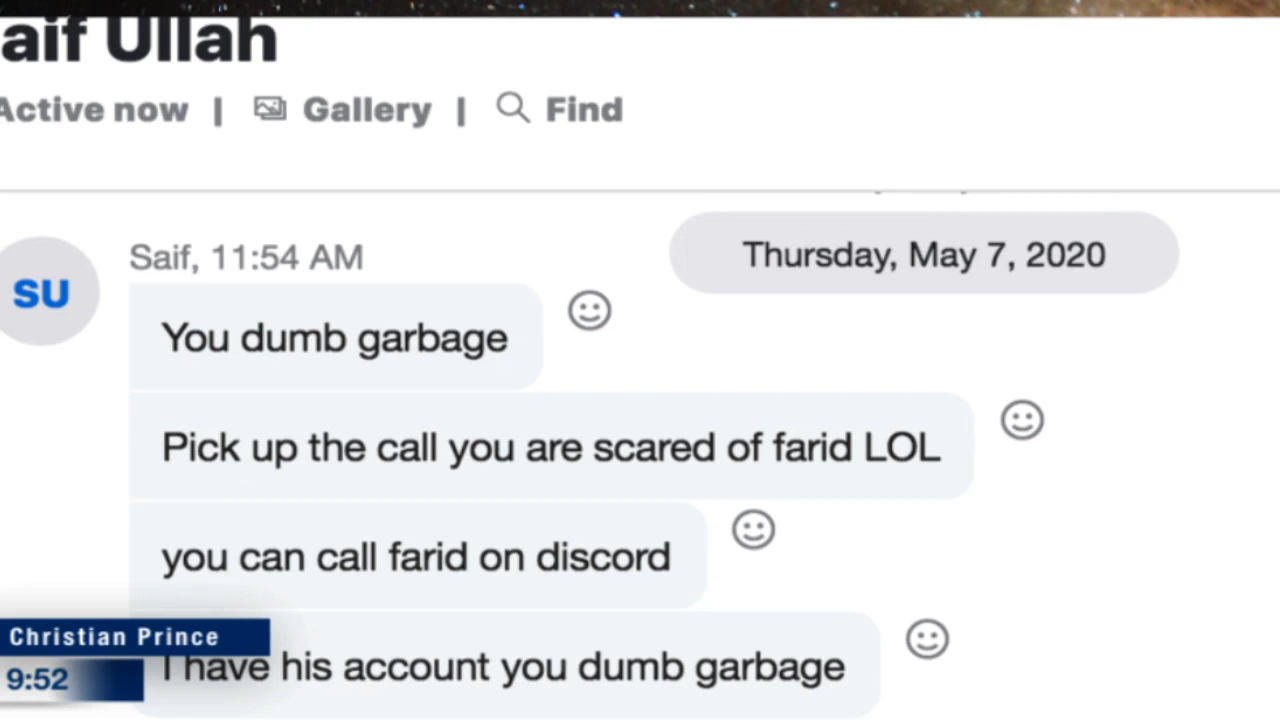 aif Ullah
Active now | Gallery | Find
Thursday, May 7, 2020
Saif, 11:54 AM
SU
You dumb garbage
Pick up the call you are scared of farid LOL
you can call farid on discord
Christian Prince
I have his account you dumb garbage
9:52